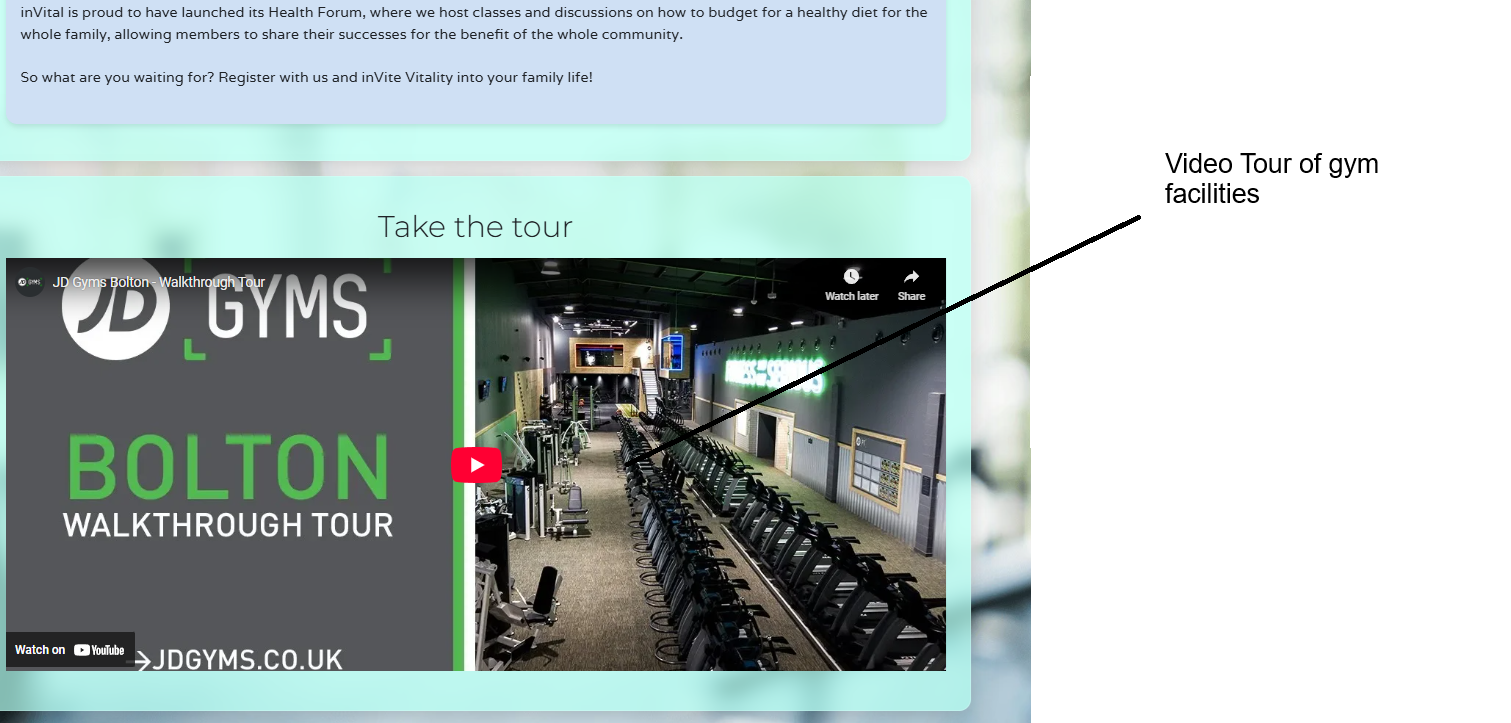 inVital is proud to have launched its Health Forum, where we host classes and discussions on how to budget for a healthy diet for the
whole family, allowing members to share their successes for the benefit of the whole community.
So what are you waiting for? Register with us and inVite Vitality into your family life!
Video Tour of gym
facilities
Take the tour
JD Gyms Bolton - Walkthrough Tour
Watch later
Share
JD GYMS
BOLTON
WALKTHROUGH TOUR
Watch on YouTube
JDGYMS.CO.UK